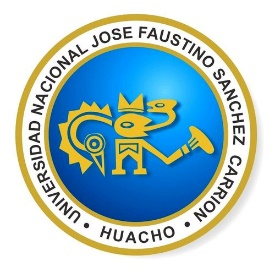 UNIVERSIDAD NACIONAL JOSE FAUSTINO SANCHEZ CARRION
• HUACHO •